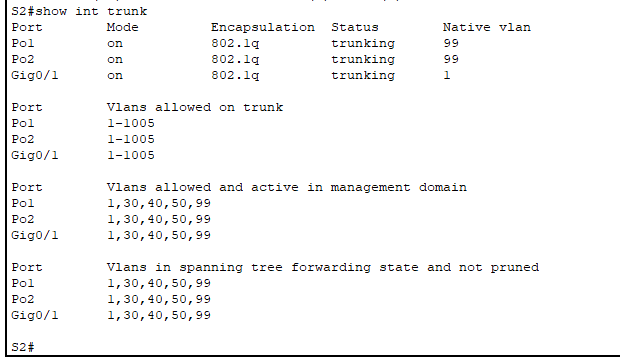 S2#show int trunk
Port Mode Encapsulation Status Native vlan
Po1 on 802.1q trunking 99
Po2 on 802.1q trunking 99
Gig0/1 on 802.1q trunking 1
Port Vlans allowed on trunk
Po1 1-1005
Po2 1-1005
Gig0/1 1-1005
Port Vlans allowed and active in management domain
Po1 1,30,40,50,99
Po2 1,30,40,50,99
Gig0/1 1,30,40,50,99
Port Vlans in spanning tree forwarding state and not pruned
Po1 1,30,40,50,99
Po2 1,30,40,50,99
Gig0/1 1,30,40,50,99
S2#